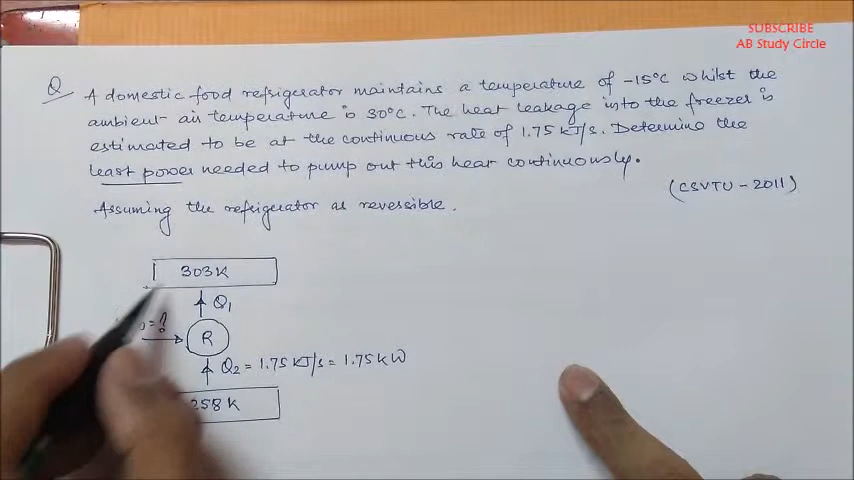 SUBSCRIBE
AB Study Circle
Q A domestic food refrigerator maintains a temperature of -15°C whilst the
ambient air temperature is 30°C. The heat leakage into the freezer is
estimated to be at the continuous rate of 1.75 kJ/s. Determine the
least power needed to pump out this heat continuously.
(CSVTU - 2011)
Assuming the refrigerator as reversible.
303K
Q1
=?
R
Q2 = 1.75 kJ/s = 1.75 kW
258 K